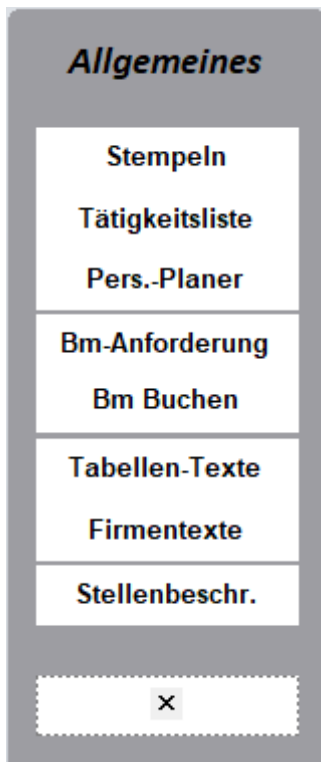 Allgemeines
Stempeln
Tätigkeitsliste
Pers.-Planer
Bm-Anforderung
Bm Buchen
Tabellen-Texte
Firmentexte
Stellenbeschr.